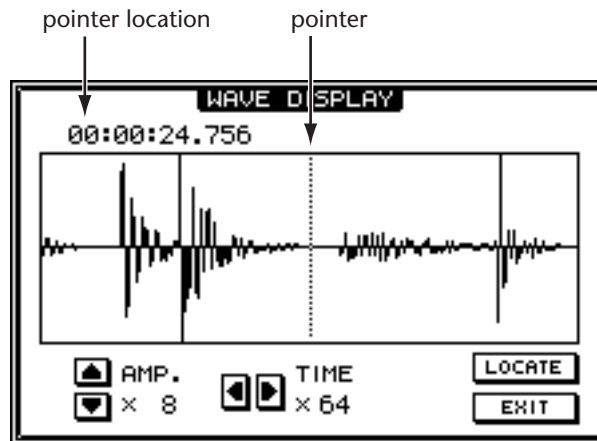 pointer location pointer
WAVE DISPLAY
00:00:24.756
AMP.
× 8
TIME
× 64
LOCATE
EXIT